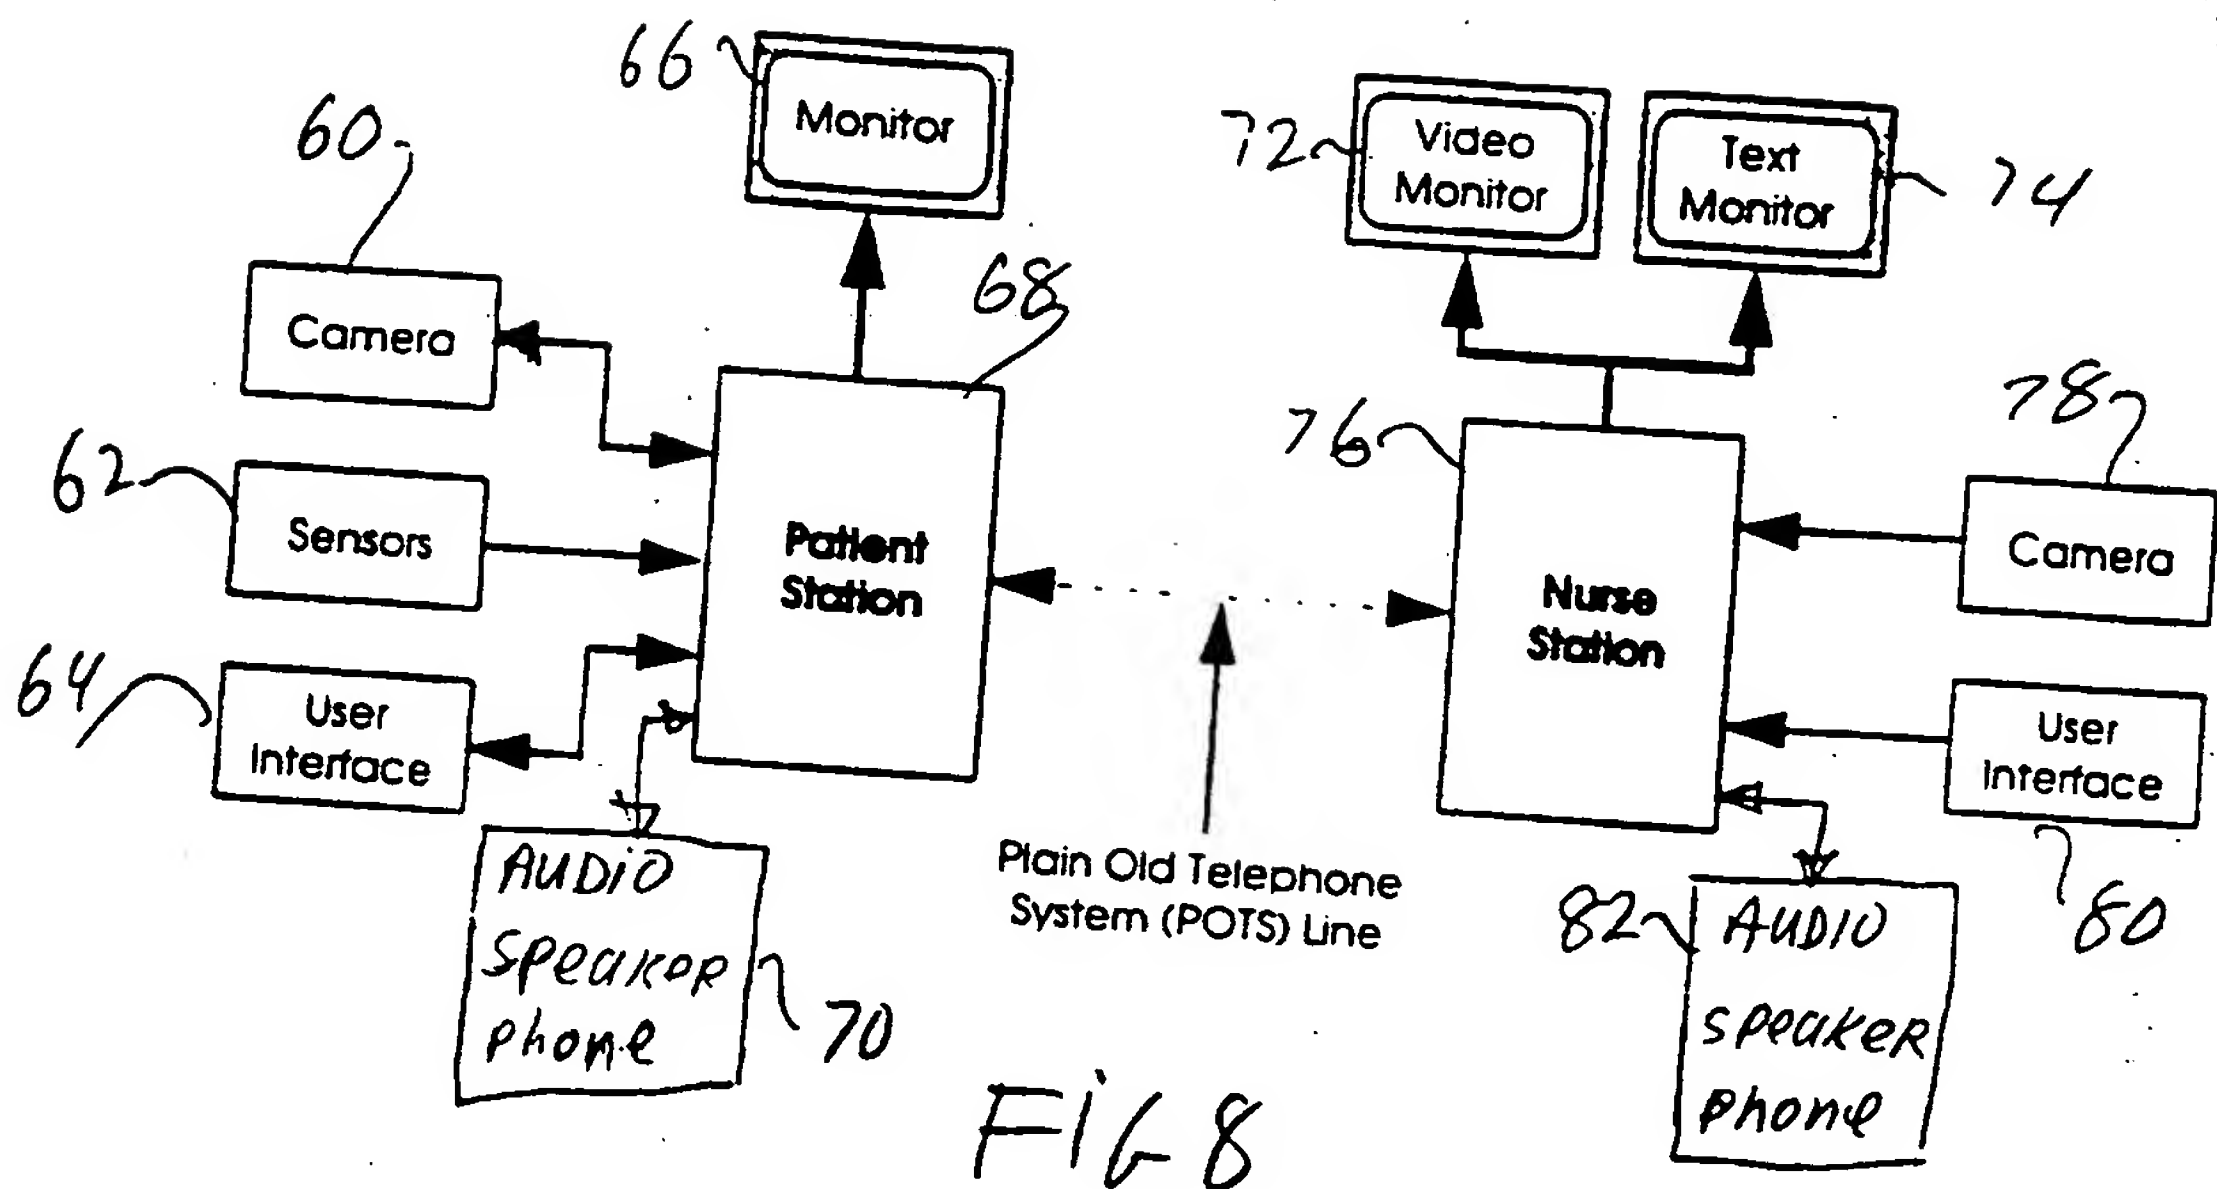 66
Monitor
60
Camera
68
62
Sensors
Patient
Station
64
User
Interface
AUDIO
SPEAKER
phone
70
Plain Old Telephone
System (POTS) Line
72
Video
Monitor
Text
Monitor
74
76
Nurse
Station
78
Camera
User
Interface
80
82
AUDIO
SPEAKER
phone
FIG 8